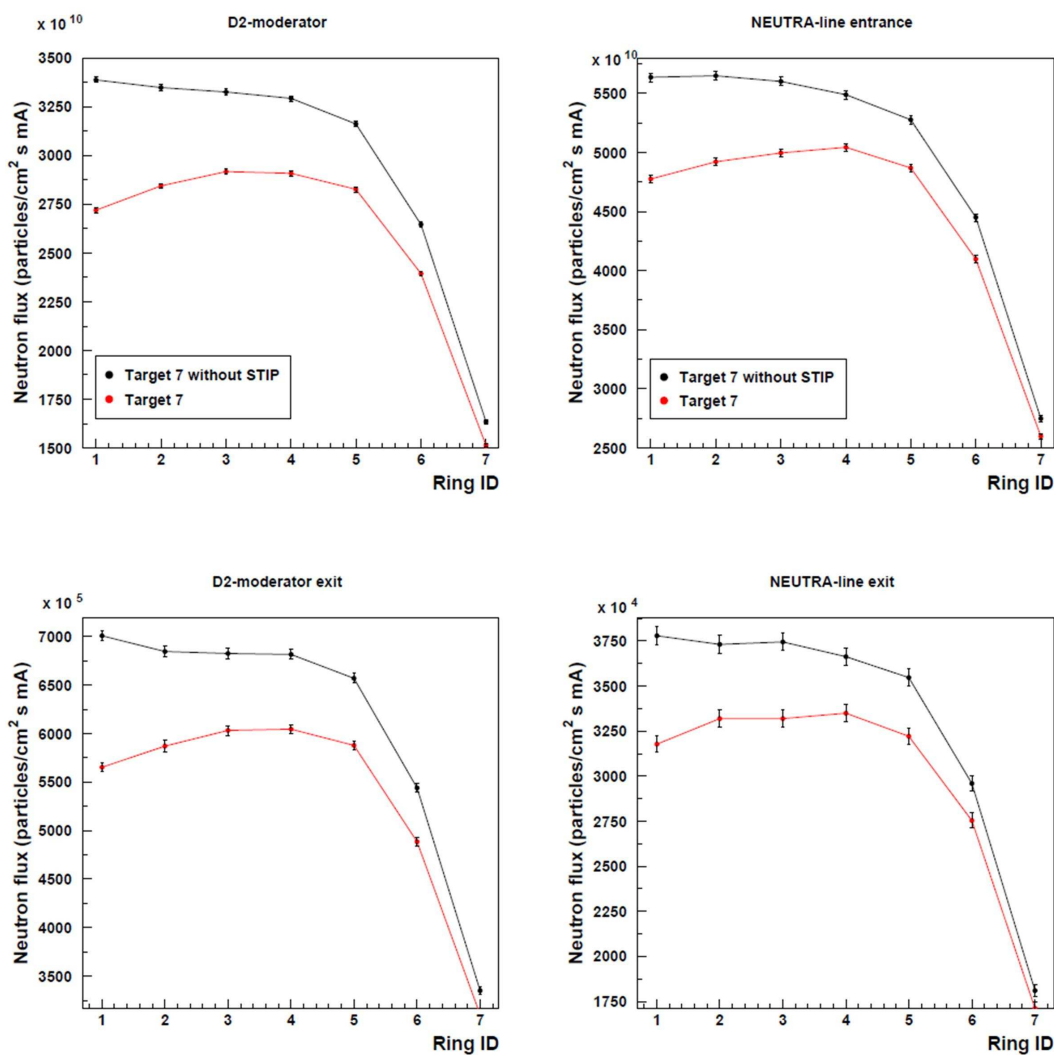 D2-moderator
x 10^10
Neutron flux (particles/cm^2 s mA)
3500
3250
3000
2750
2500
2250
2000
1750
1500
Target 7 without STIP
Target 7
1 2 3 4 5 6 7
Ring ID
NEUTRA-line entrance
x 10^10
Neutron flux (particles/cm^2 s mA)
5500
5000
4500
4000
3500
3000
2500
Target 7 without STIP
Target 7
1 2 3 4 5 6 7
Ring ID
D2-moderator exit
x 10^5
Neutron flux (particles/cm^2 s mA)
7000
6500
6000
5500
5000
4500
4000
3500
1 2 3 4 5 6 7
Ring ID
NEUTRA-line exit
x 10^4
Neutron flux (particles/cm^2 s mA)
3750
3500
3250
3000
2750
2500
2250
2000
1750
1 2 3 4 5 6 7
Ring ID